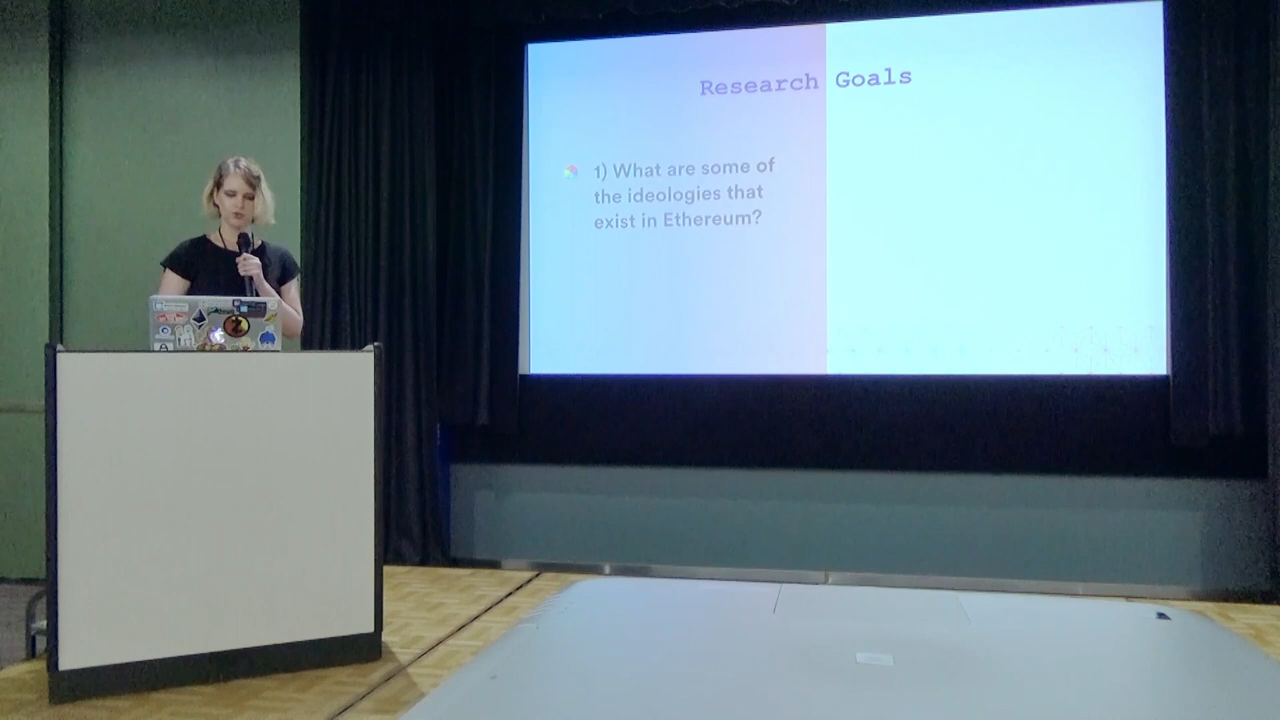 Research Goals
1) What are some of
the ideologies that
exist in Ethereum?